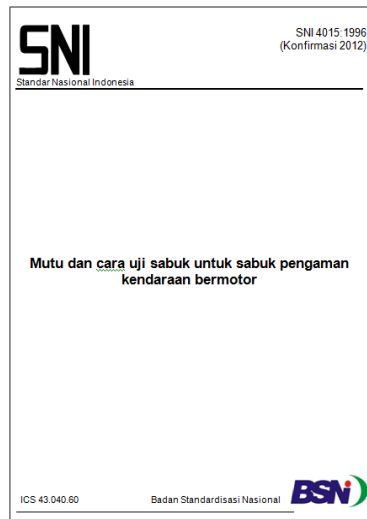 SNI
SNI 4015:1996
(Konfirmasi 2012)
Standar Nasional Indonesia
Mutu dan cara uji sabuk untuk sabuk pengaman
kendaraan bermotor
ICS 43.040.60
Badan Standardisasi Nasional
BSN